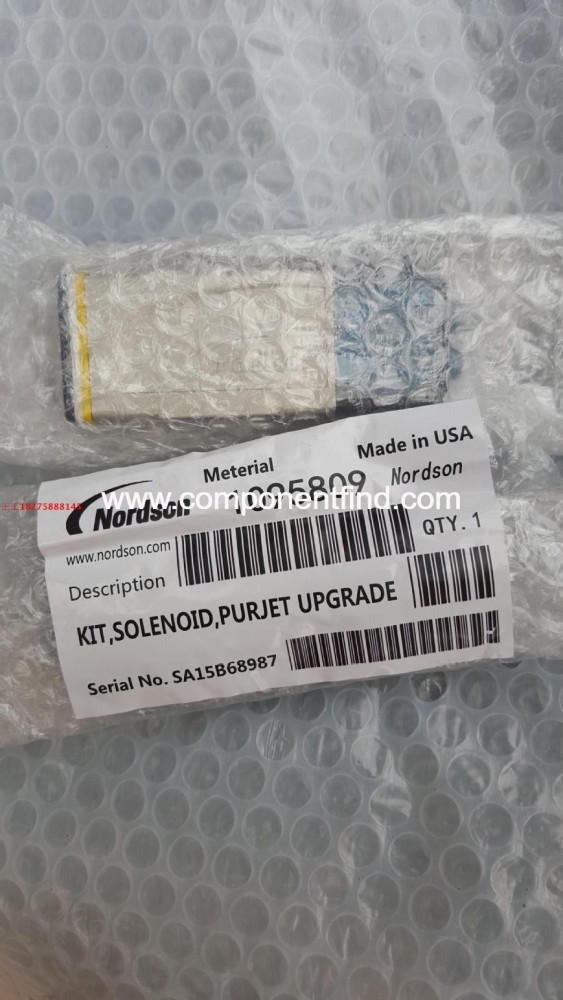 Meterial
Made in USA
Nordson
1095809
Nordson
www.componentfind.com
www.nordson.com
QTY. 1
Description
KIT,SOLENOID,PURJET UPGRADE
Serial No. SA15B68987